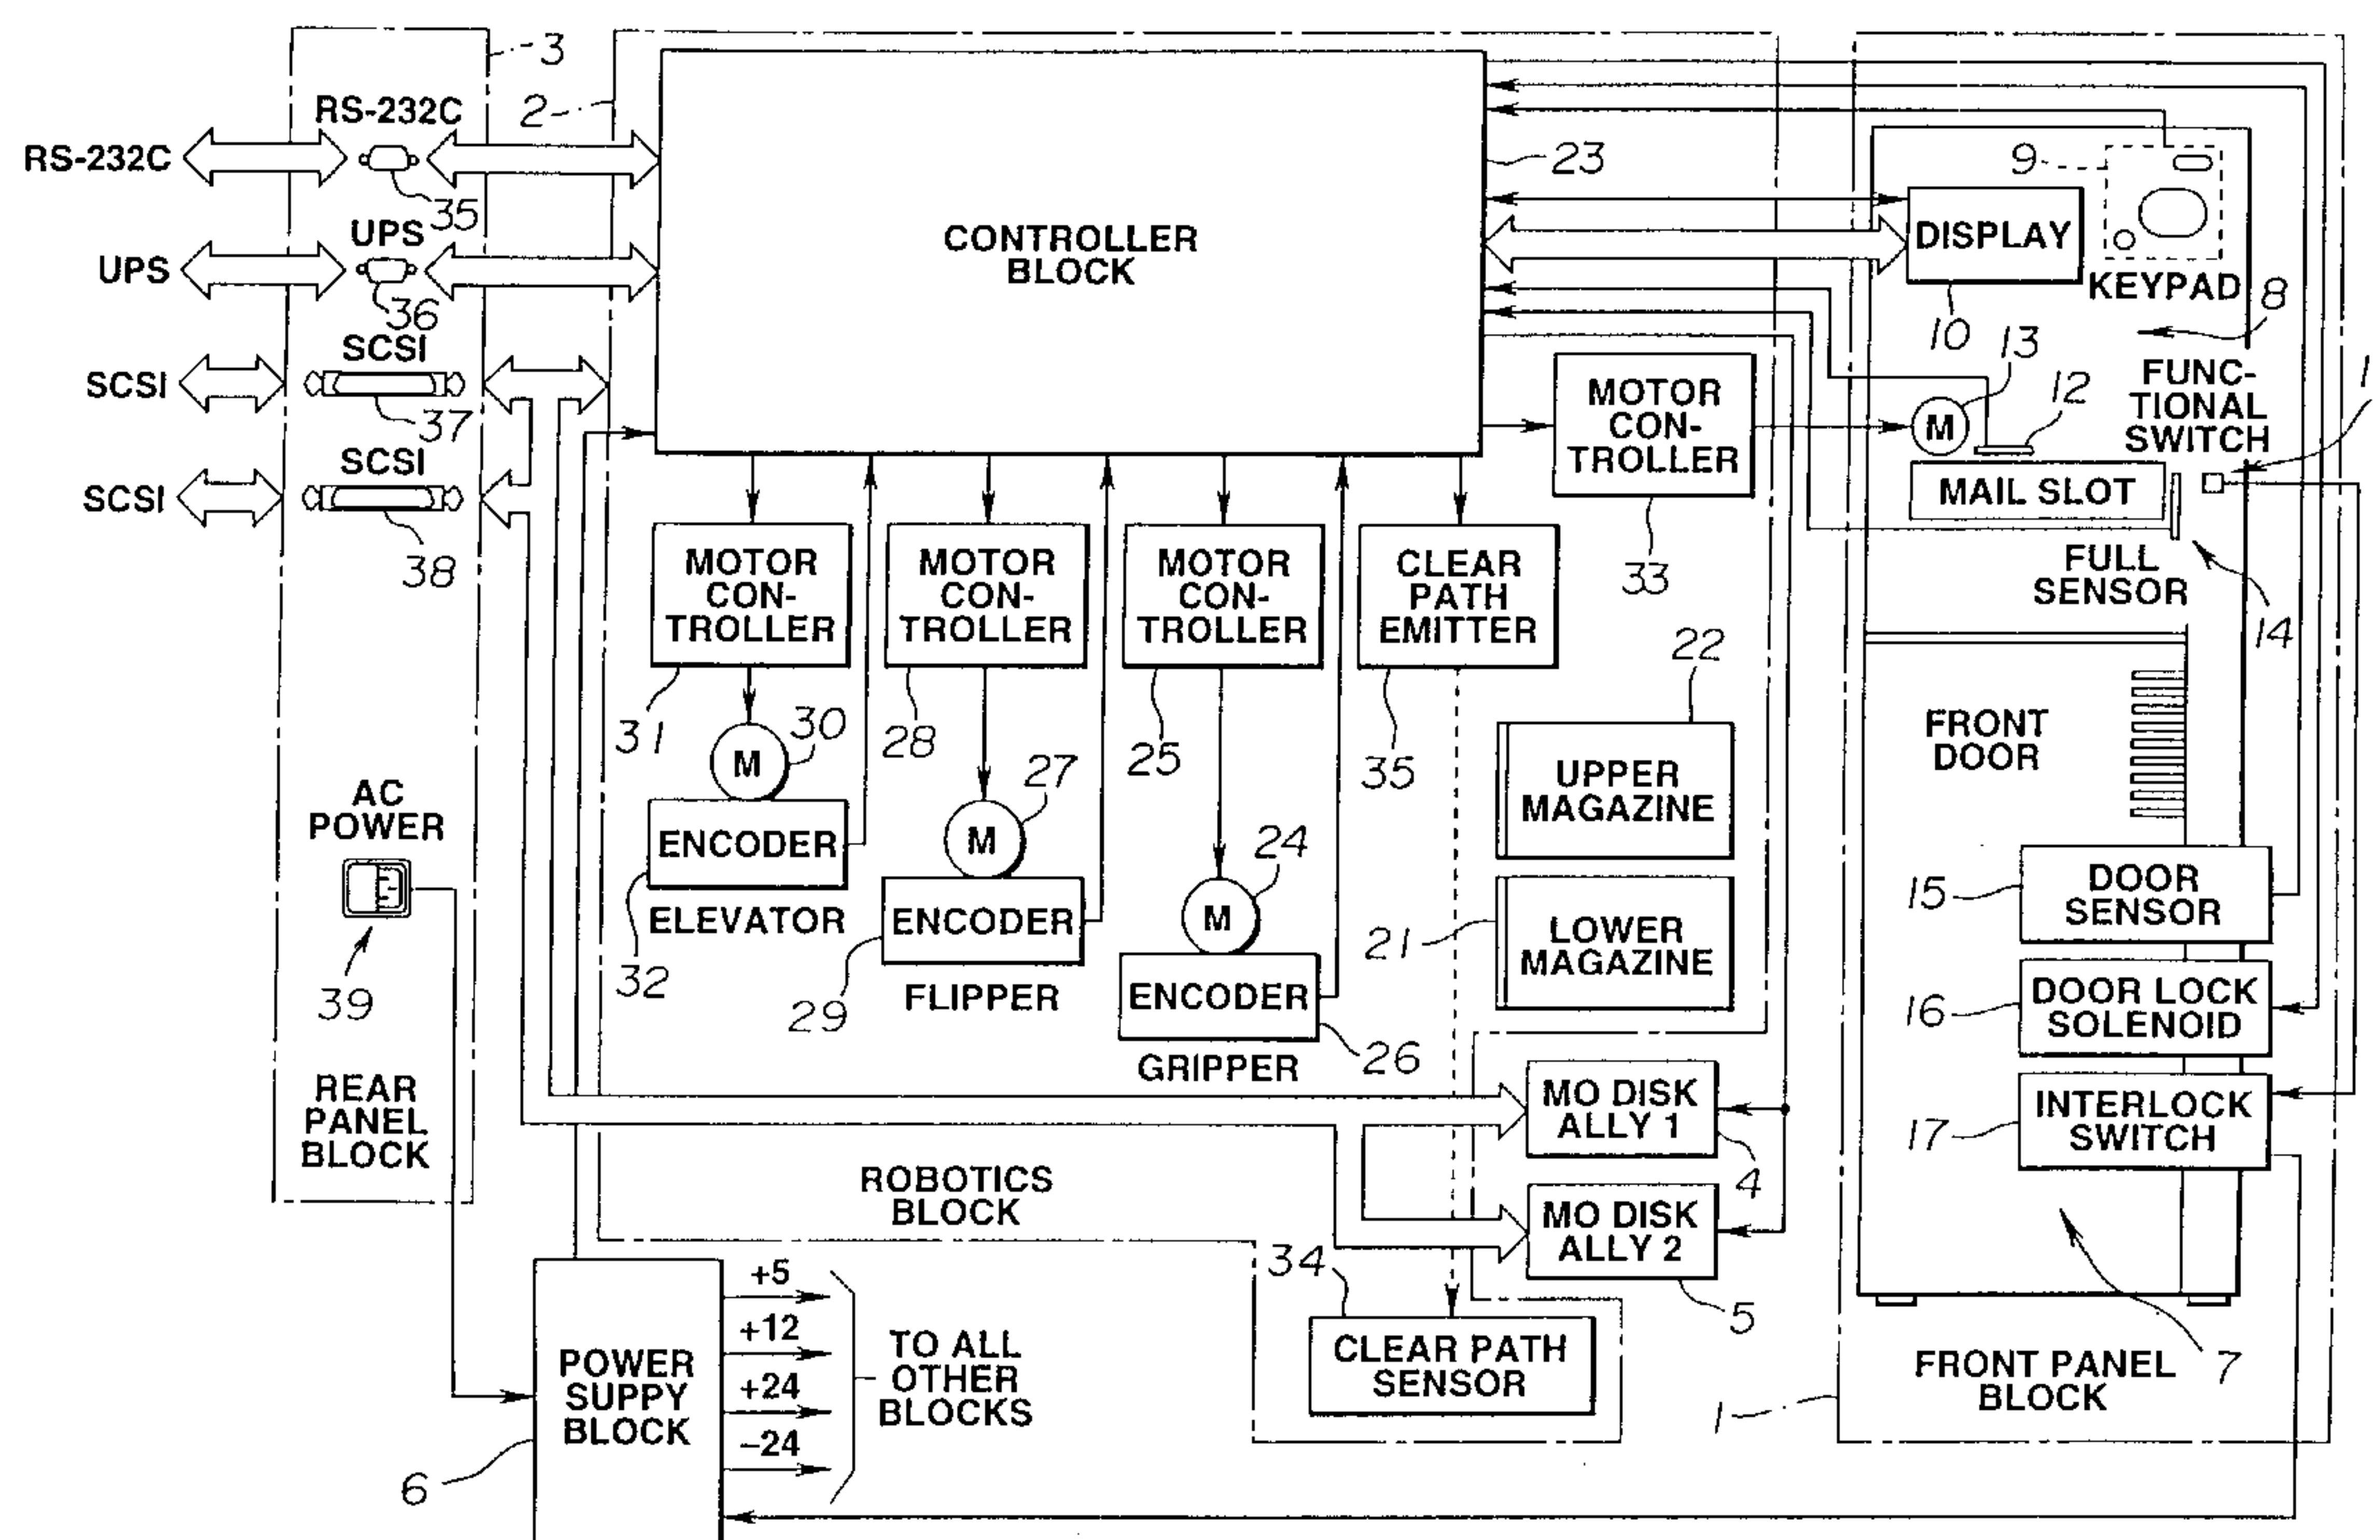 3
RS-232C
RS-232C
35
UPS
UPS
36
SCSI
SCSI
37
SCSI
SCSI
38
AC
POWER
39
REAR
PANEL
BLOCK
2
CONTROLLER
BLOCK
23
MOTOR
CON-
TROLLER
31
M
30
ENCODER
32
ELEVATOR
MOTOR
CON-
TROLLER
28
M
27
ENCODER
29
FLIPPER
MOTOR
CON-
TROLLER
25
M
24
ENCODER
26
GRIPPER
CLEAR
PATH
EMITTER
35
MOTOR
CON-
TROLLER
33
22
UPPER
MAGAZINE
21
LOWER
MAGAZINE
MO DISK
ALLY 1
4
MO DISK
ALLY 2
5
ROBOTICS
BLOCK
34
CLEAR PATH
SENSOR
POWER
SUPPY
BLOCK
6
+5
+12
+24
−24
TO ALL
OTHER
BLOCKS
9
DISPLAY
10
KEYPAD
8
13
M
12
FUNC-
TIONAL
SWITCH
MAIL SLOT
FULL
SENSOR
14
FRONT
DOOR
15
DOOR
SENSOR
16
DOOR LOCK
SOLENOID
17
INTERLOCK
SWITCH
7
FRONT PANEL
BLOCK
1